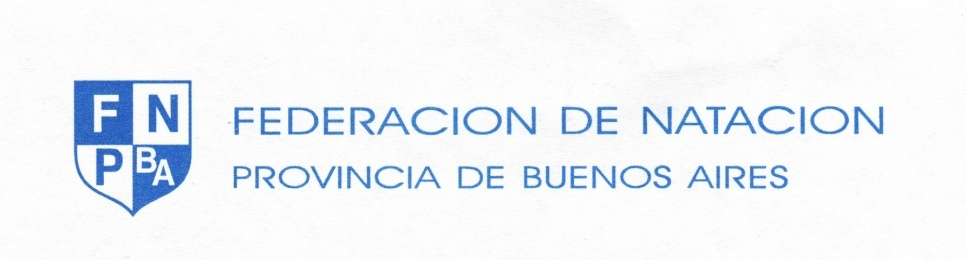 F N
P BA
FEDERACION DE NATACION
PROVINCIA DE BUENOS AIRES